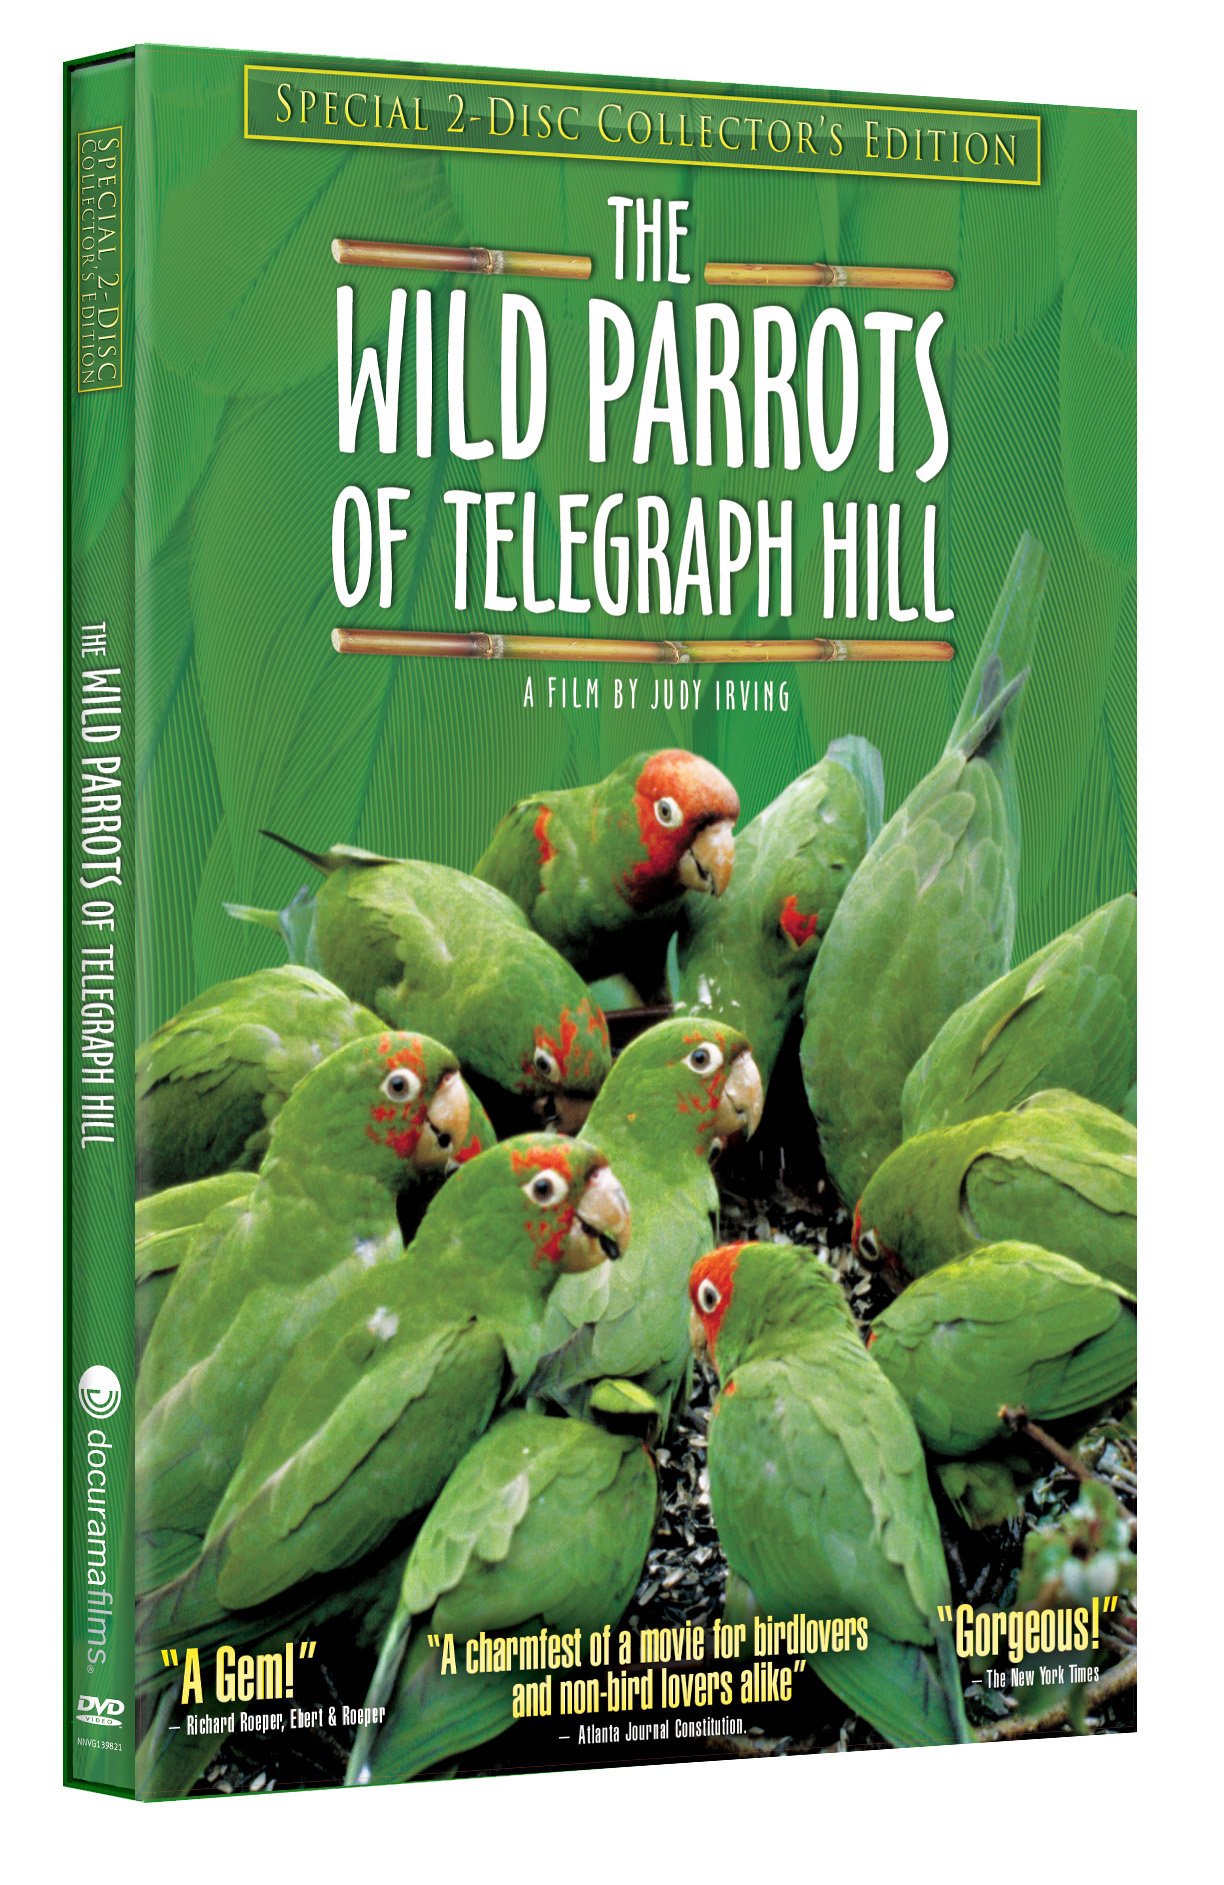 SPECIAL 2-DISC COLLECTOR'S EDITION
THE
WILD PARROTS
OF TELEGRAPH HILL
A FILM BY JUDY IRVING
"A Gem!"
– Richard Roeper, Ebert & Roeper
"A charmfest of a movie for birdlovers
and non-bird lovers alike"
– Atlanta Journal Constitution.
"Gorgeous!"
– The New York Times
SPECIAL 2-DISC
COLLECTOR'S EDITION
THE WILD PARROTS OF TELEGRAPH HILL
docuramafilms®
DVD
VIDEO
NNVG139821